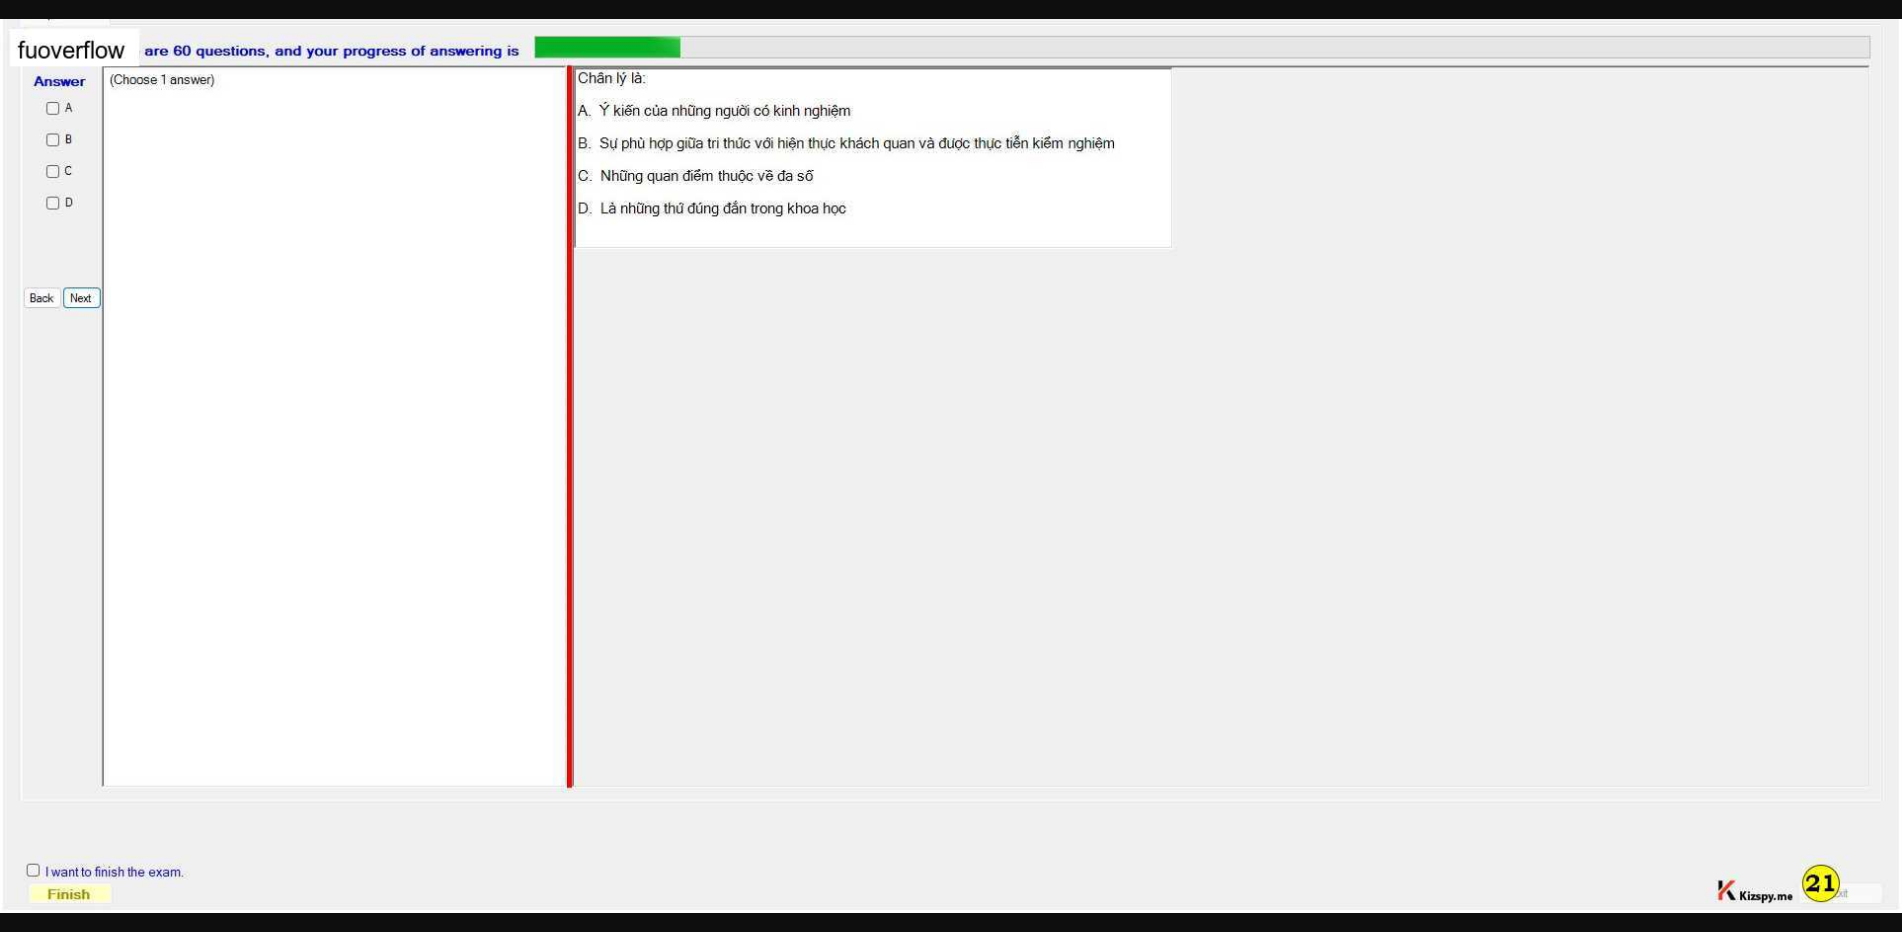 fuoverflow are 60 questions, and your progress of answering is
Answer
(Choose 1 answer)
A
B
C
D
Back Next
Chân lý là:
A. Ý kiến của những người có kinh nghiệm
B. Sự phù hợp giữa tri thức với hiện thực khách quan và được thực tiễn kiểm nghiệm
C. Những quan điểm thuộc về đa số
D. Là những thứ đúng đắn trong khoa học
I want to finish the exam.
Finish
Kizspy.me
21